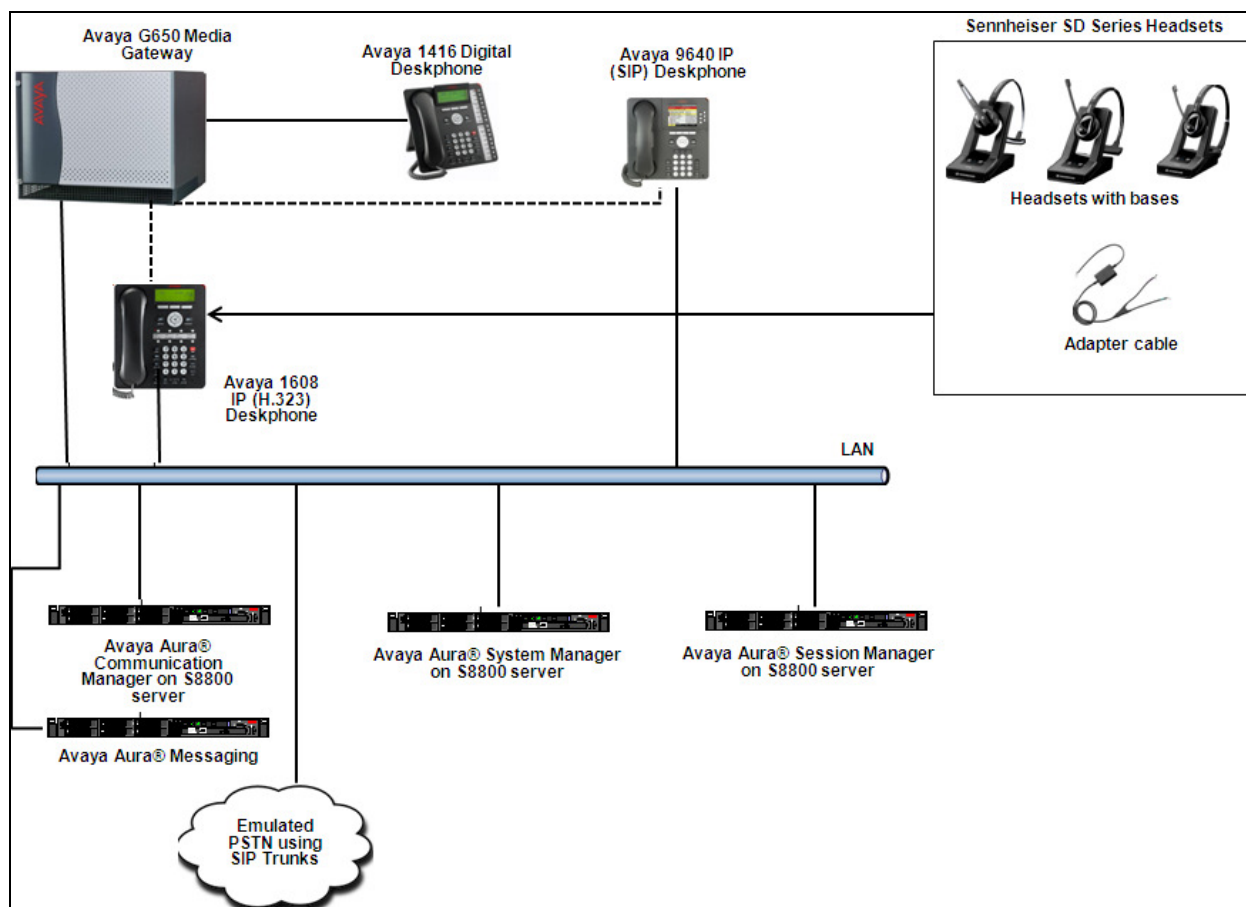 Sennheiser SD Series Headsets
Avaya G650 Media
Gateway
Avaya 1416 Digital
Deskphone
Avaya 9640 IP
(SIP) Deskphone
AVAYA
Headsets with bases
Adapter cable
Avaya 1608
IP (H.323)
Deskphone
LAN
Avaya Aura®
Communication
Manager on S8800
server
Avaya Aura® System Manager
on S8800 server
Avaya Aura® Session Manager
on S8800 server
Avaya Aura® Messaging
Emulated
PSTN using
SIP Trunks